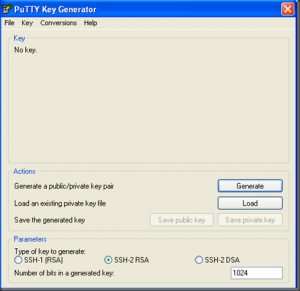 PuTTY Key Generator
File Key Conversions Help
Key
No key.
Actions
Generate a public/private key pair Generate
Load an existing private key file Load
Save the generated key Save public key Save private key
Parameters
Type of key to generate:
SSH-1 (RSA) SSH-2 RSA SSH-2 DSA
Number of bits in a generated key: 1024